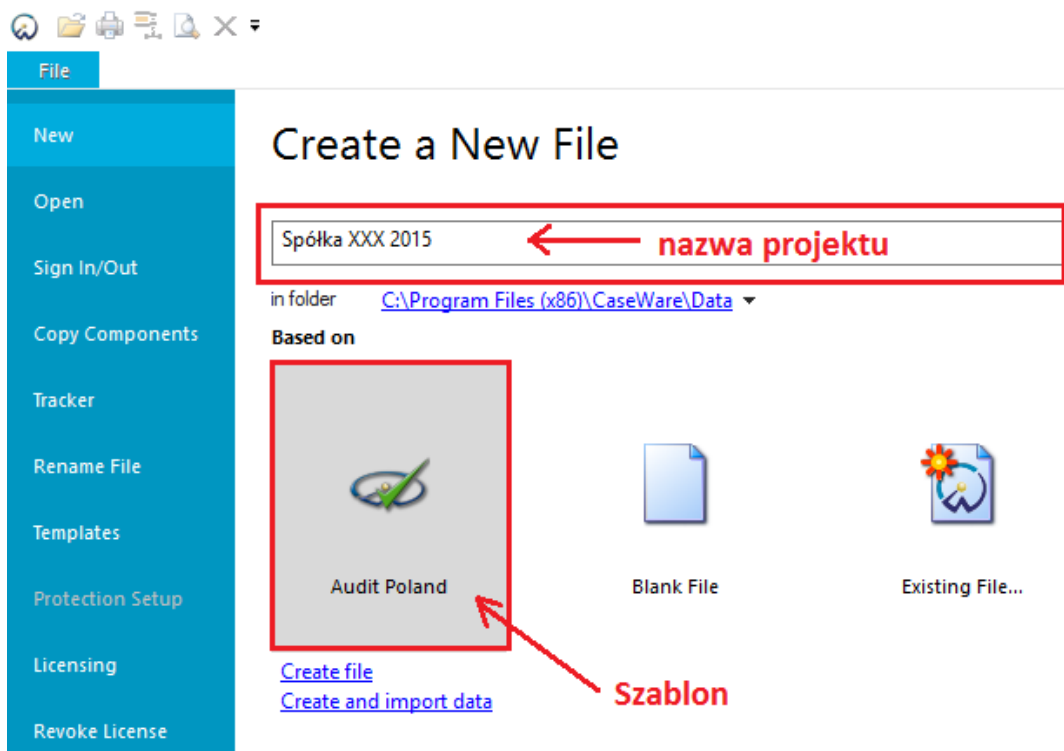 File
New
Open
Sign In/Out
Copy Components
Tracker
Rename File
Templates
Protection Setup
Licensing
Revoke License
Create a New File
Spółka XXX 2015
nazwa projektu
in folder C:\Program Files (x86)\CaseWare\Data
Based on
Audit Poland
Blank File
Existing File...
Create file
Create and import data
Szablon